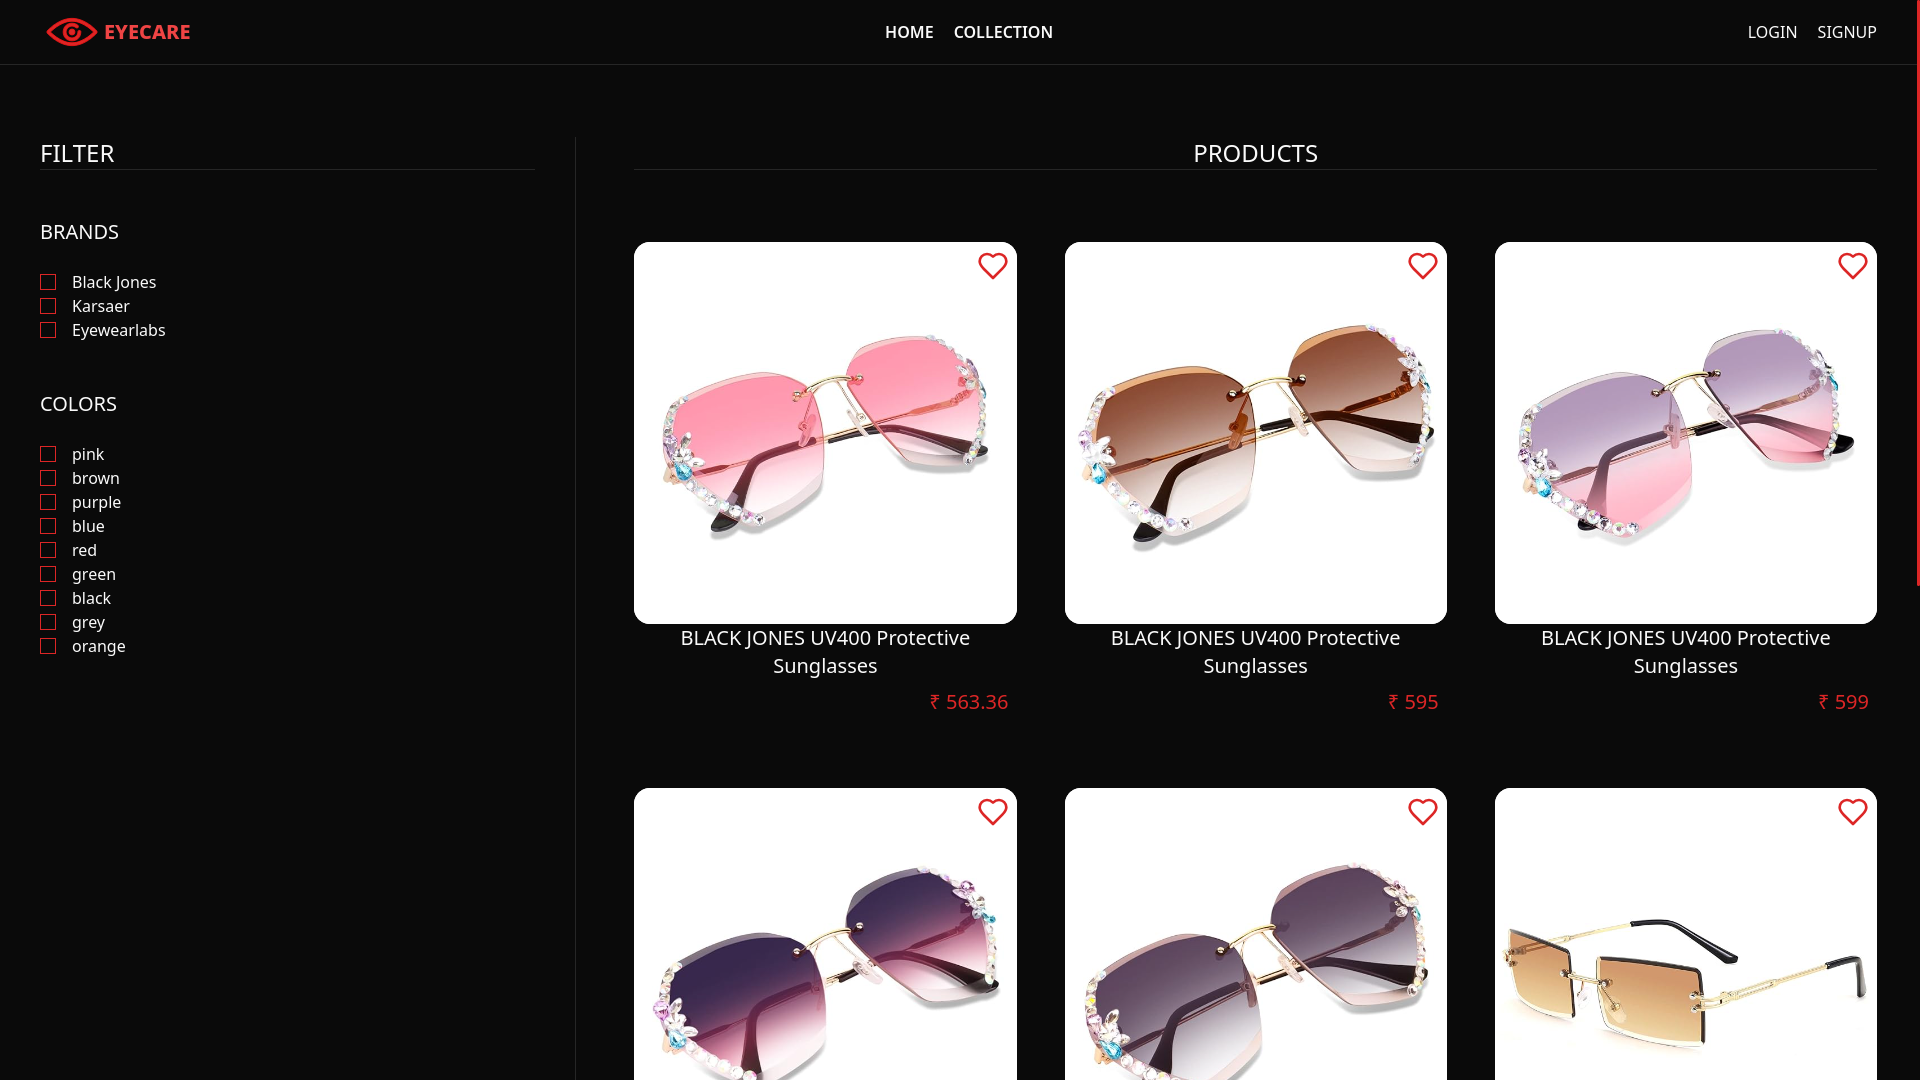 EYECARE
HOME
COLLECTION
LOGIN
SIGNUP
FILTER
BRANDS
Black Jones
Karsaer
Eyewearlabs
COLORS
pink
brown
purple
blue
red
green
black
grey
orange
PRODUCTS
BLACK JONES UV400 Protective
Sunglasses
₹ 563.36
BLACK JONES UV400 Protective
Sunglasses
₹ 595
BLACK JONES UV400 Protective
Sunglasses
₹ 599